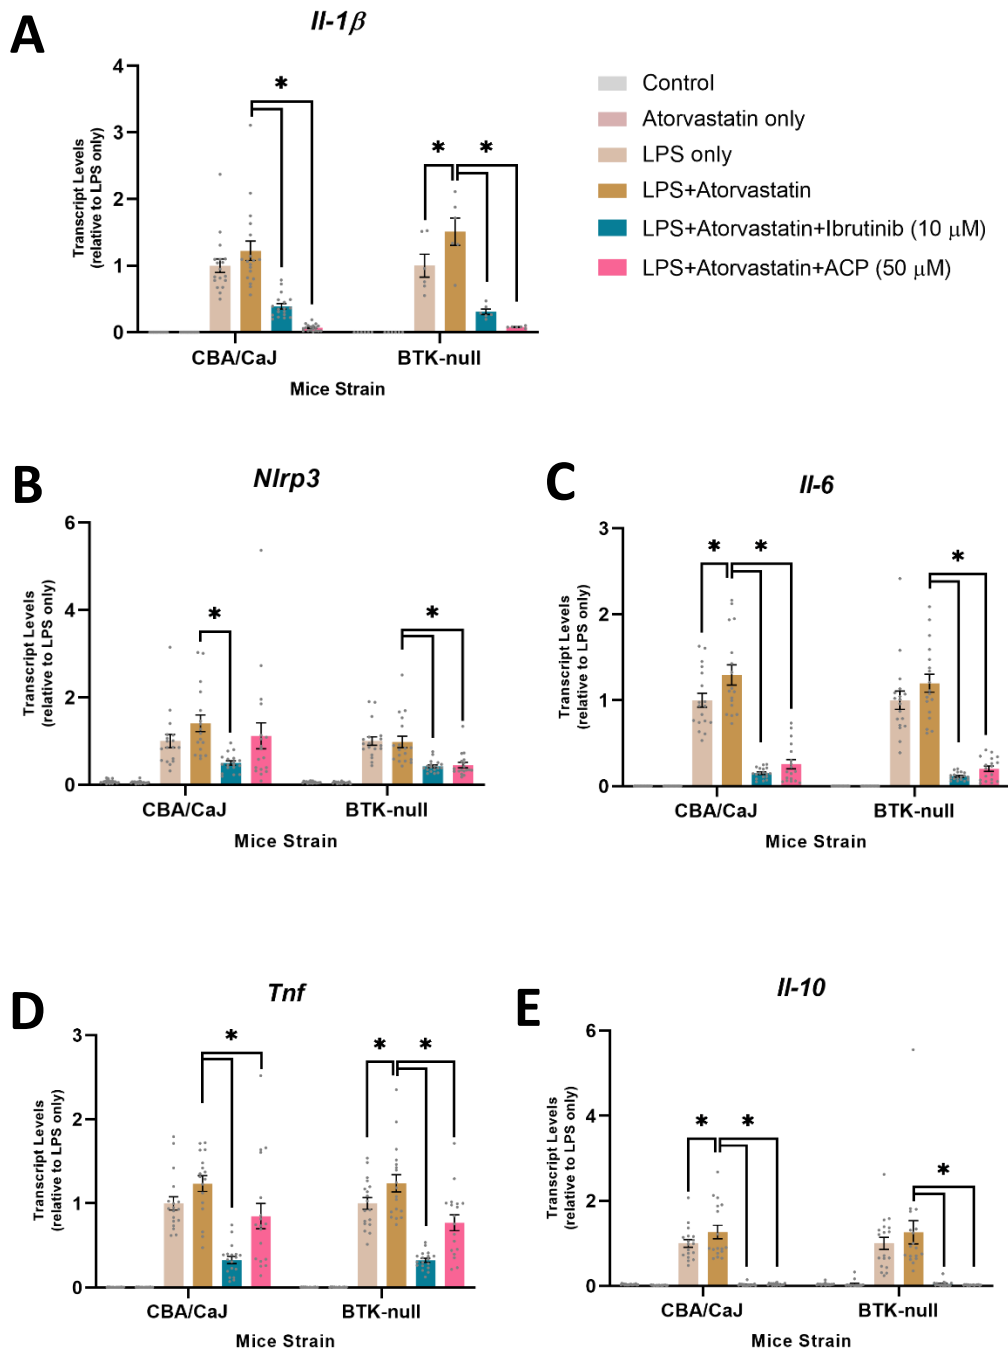 A
Il-1β
Transcript Levels
(relative to LPS only)
4
3
2
1
0
*
*
*
CBA/CaJ
BTK-null
Mice Strain
Control
Atorvastatin only
LPS only
LPS+Atorvastatin
LPS+Atorvastatin+Ibrutinib (10 μM)
LPS+Atorvastatin+ACP (50 μM)
B
Nlrp3
Transcript Levels
(relative to LPS only)
6
4
2
0
*
*
CBA/CaJ
BTK-null
Mice Strain
C
Il-6
Transcript Levels
(relative to LPS only)
3
2
1
0
*
*
*
CBA/CaJ
BTK-null
Mice Strain
D
Tnf
Transcript Levels
(relative to LPS only)
3
2
1
0
*
*
*
CBA/CaJ
BTK-null
Mice Strain
E
Il-10
Transcript Levels
(relative to LPS only)
6
4
2
0
*
*
*
CBA/CaJ
BTK-null
Mice Strain